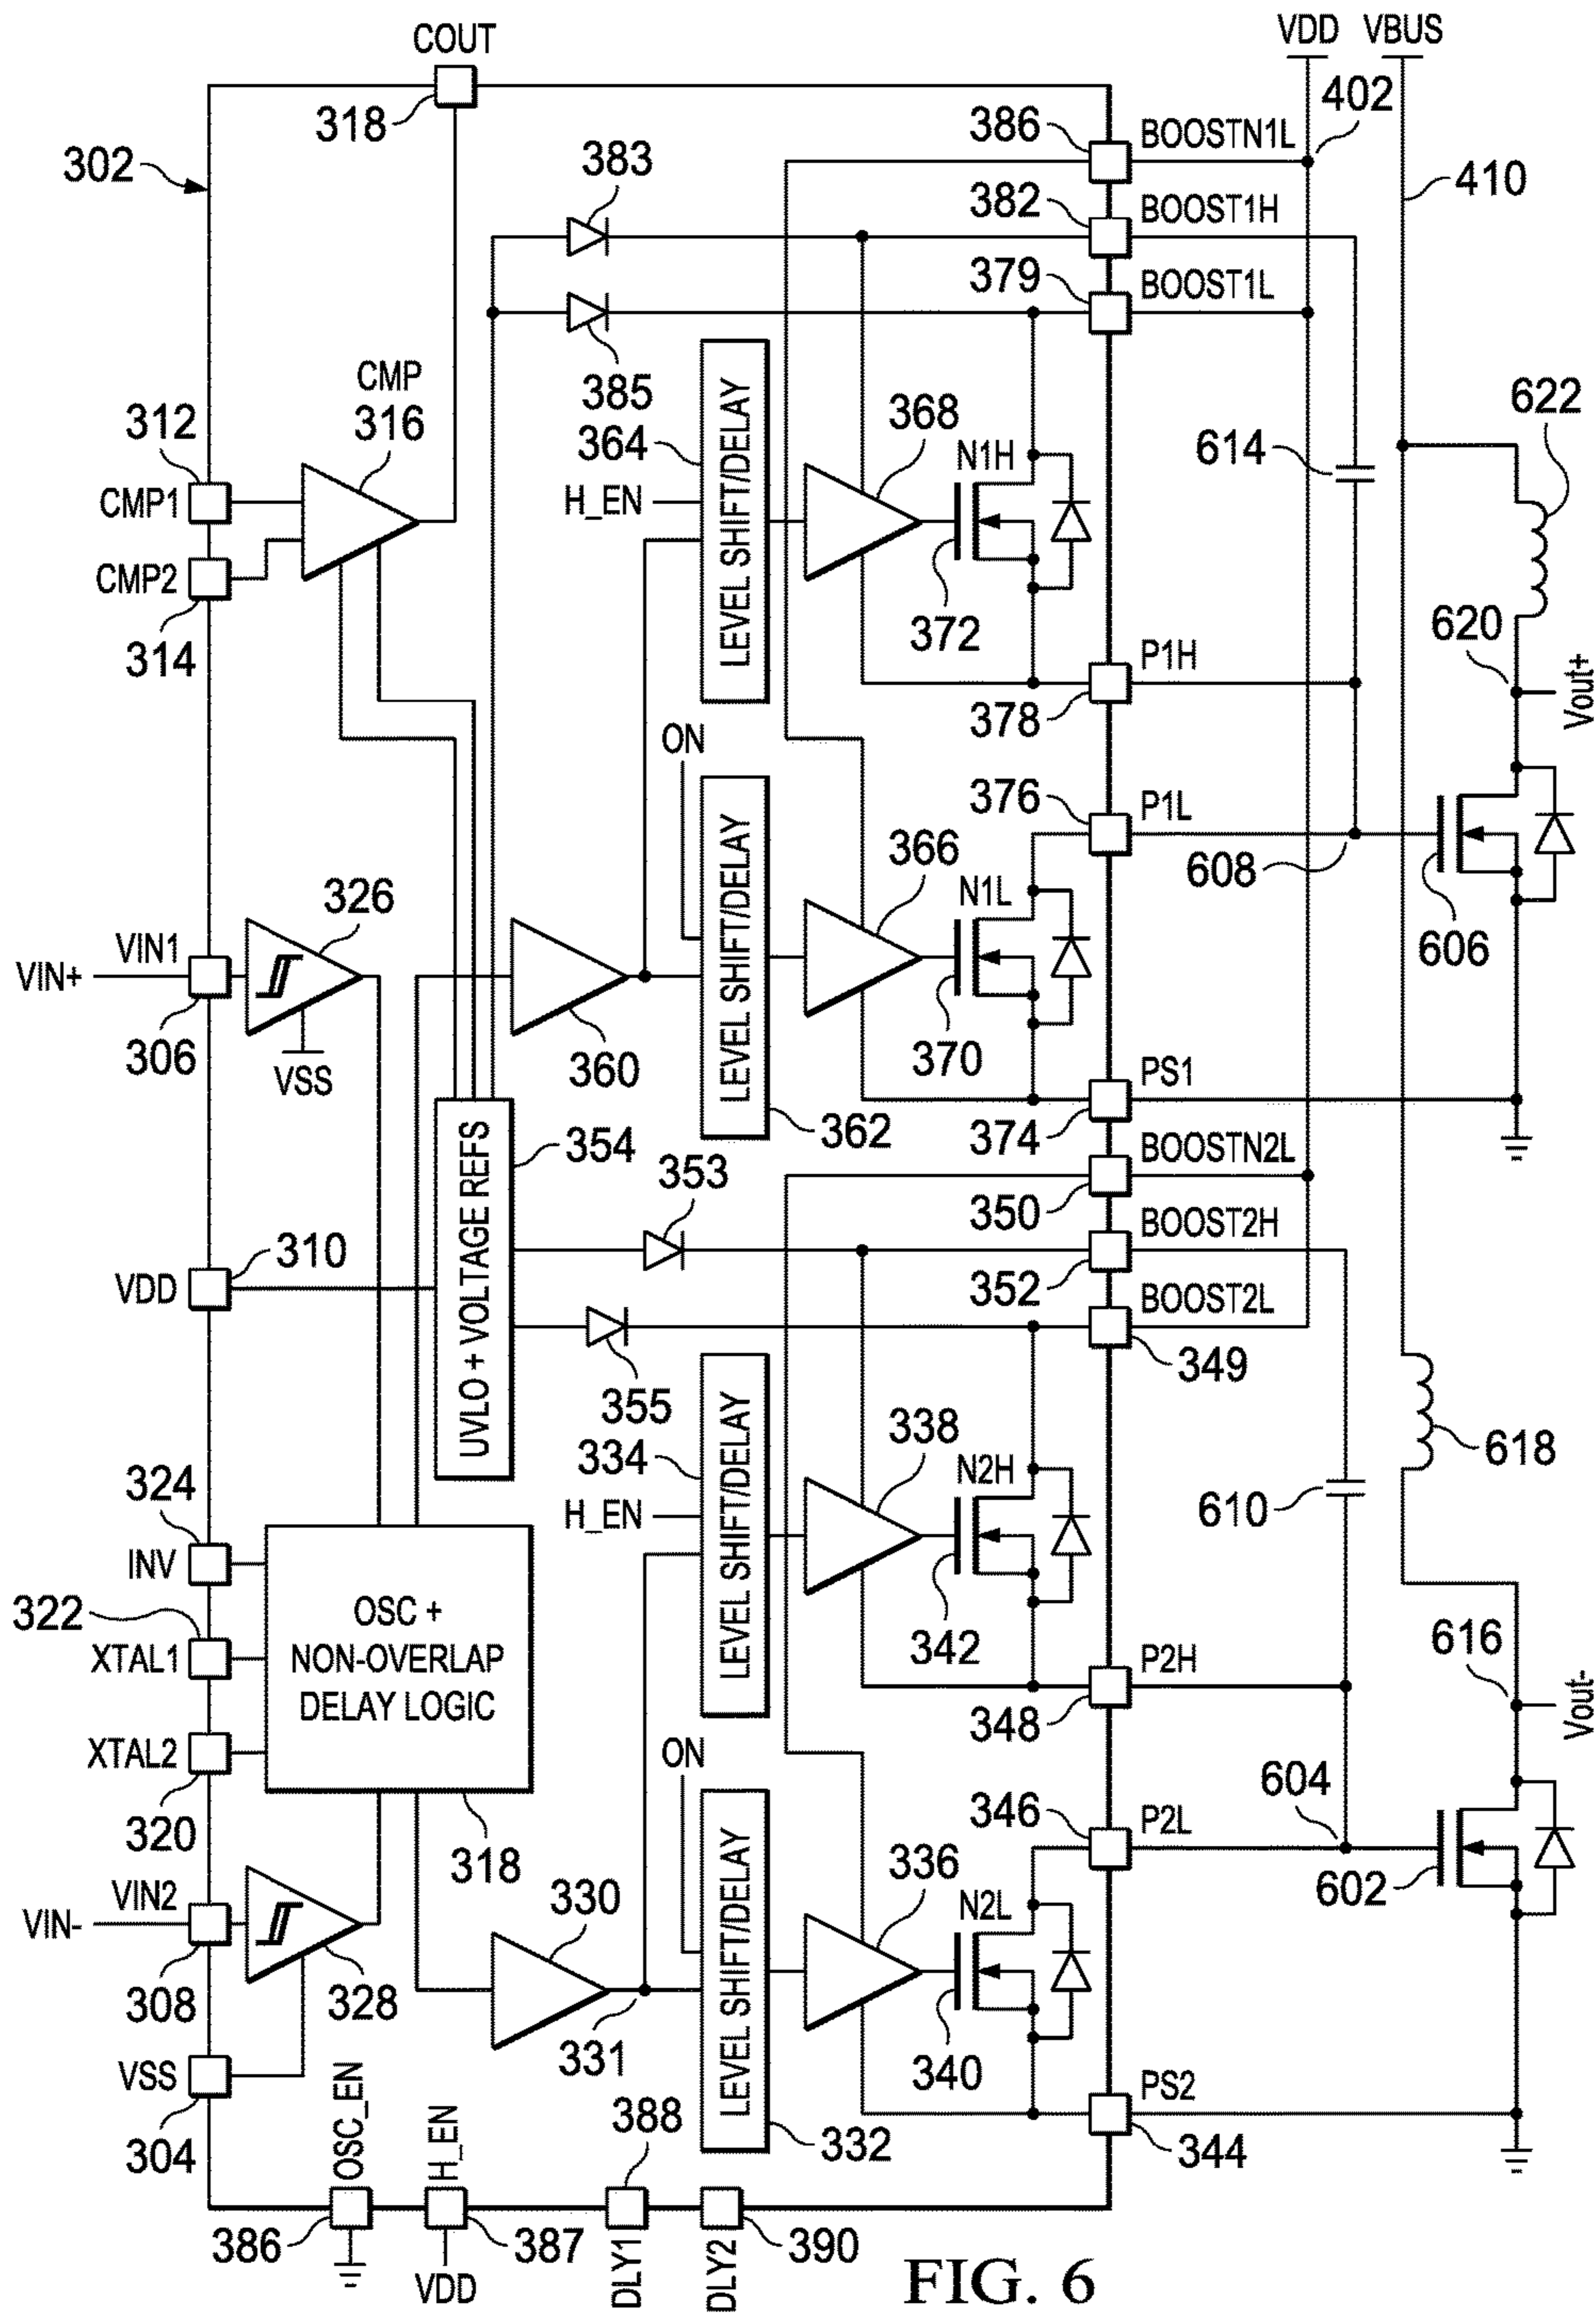 COUT
VDD VBUS
318
402
302
386
BOOSTN1L
383
410
382
BOOST1H
379
BOOST1L
CMP
316
385
312
364
368
622
CMP1
LEVEL SHIFT/DELAY
N1H
614
H_EN
CMP2
372
314
620
P1H
Vout+
378
ON
376
P1L
LEVEL SHIFT/DELAY
366
608
326
N1L
606
VIN1
VIN+
306
VSS
360
370
PS1
354
362
374
BOOSTN2L
353
UVLO + VOLTAGE REFS
350
310
BOOST2H
VDD
352
BOOST2L
349
355
LEVEL SHIFT/DELAY
338
618
334
324
N2H
610
H_EN
INV
322
OSC +
NON-OVERLAP
DELAY LOGIC
342
616
XTAL1
P2H
348
Vout-
XTAL2
ON
604
320
346
P2L
318
LEVEL SHIFT/DELAY
336
602
VIN2
330
N2L
VIN-
308
328
331
340
VSS
OSC_EN
H_EN
388
PS2
304
332
344
386
387
DLY1
DLY2
390
VDD
FIG. 6